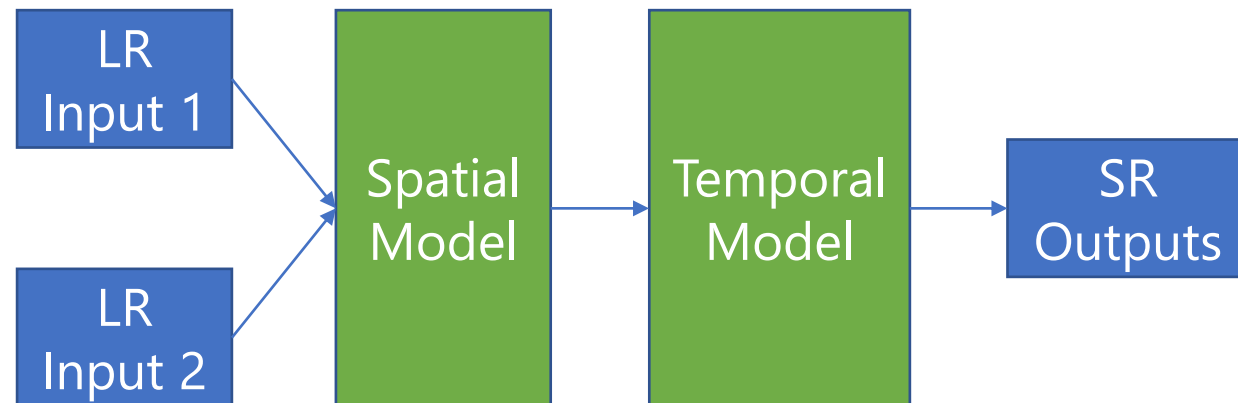 LR
Input 1
LR
Input 2
Spatial
Model
Temporal
Model
SR
Outputs